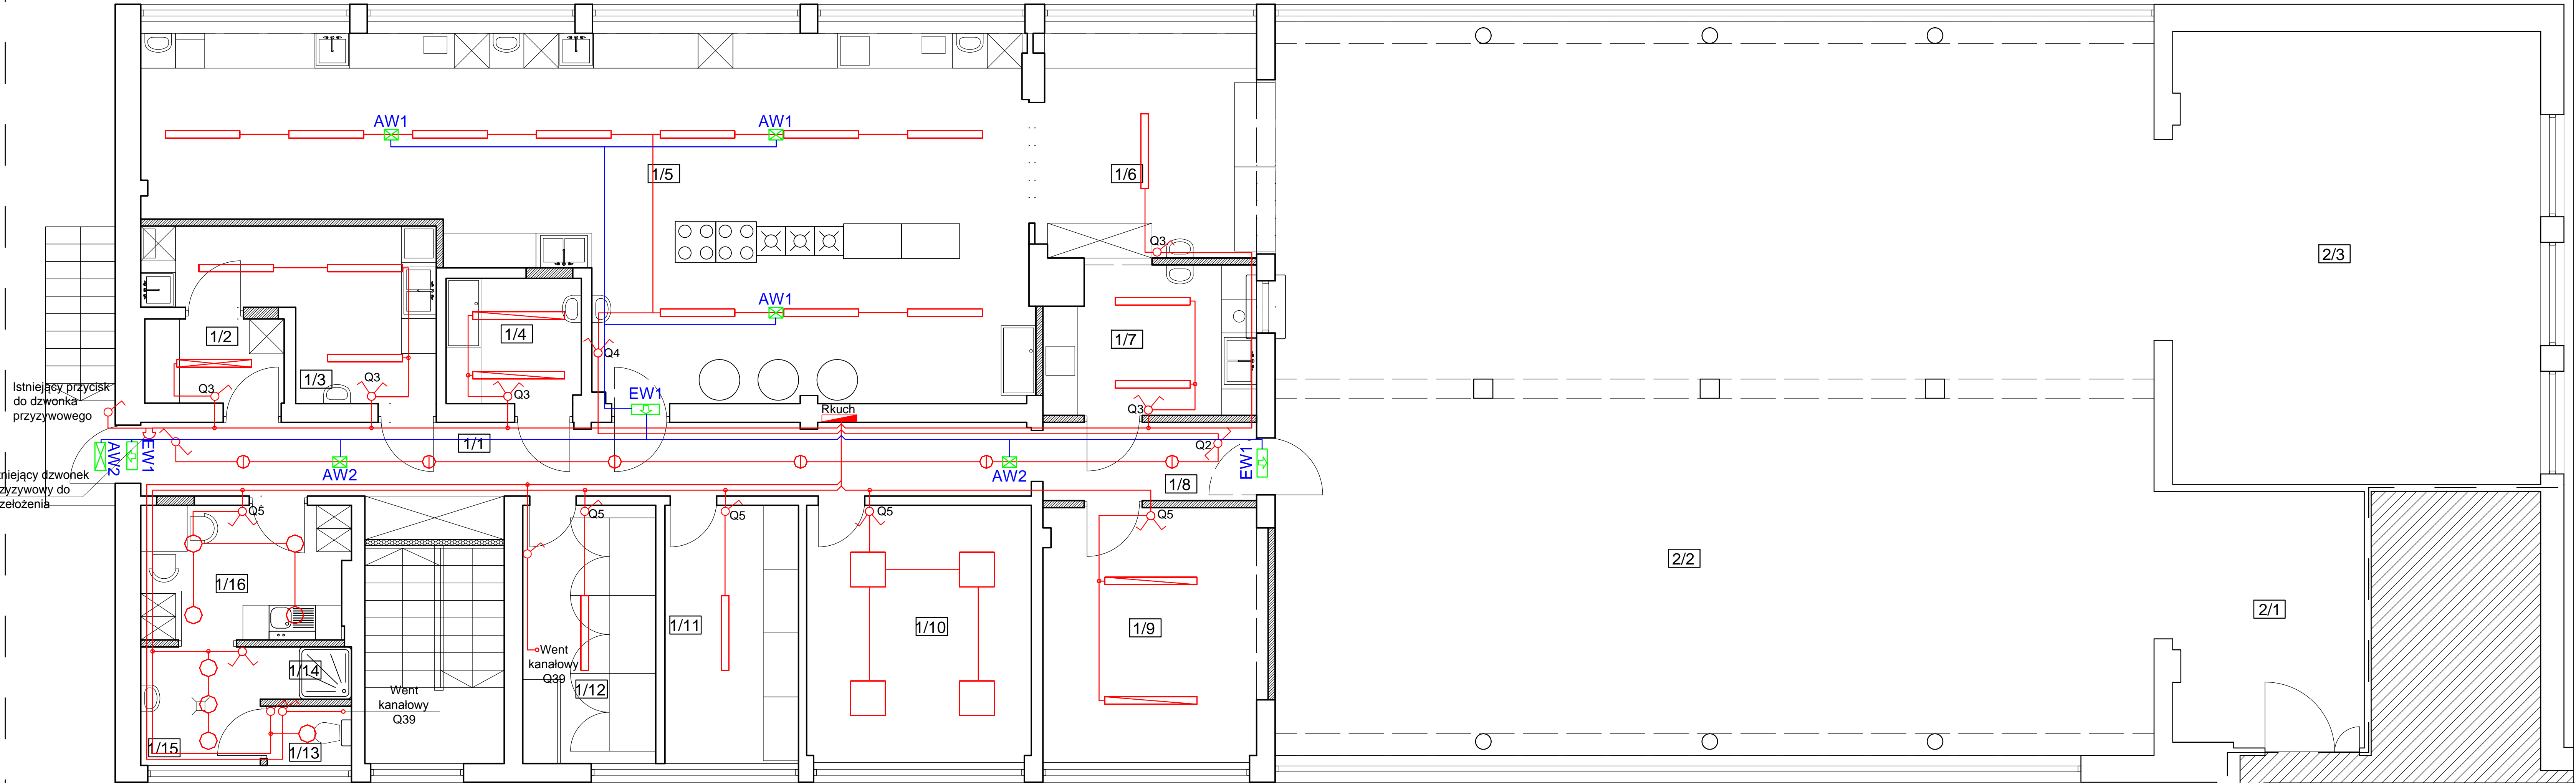 AW1
AW1
1/5
1/6
Q3
2/3
AW1
1/2
1/4
1/7
Q4
1/3
Q3
Q3
Q3
Istniejący przycisk
do dzwonka
przyzywowego
EW1
Rkuch
Q3
1/1
Q2
AW2
EW1
AW2
AW2
EW1
tniejący dzwonek
zyzywowy do
zełożenia
1/8
Q5
Q5
Q5
Q5
Q5
1/16
2/2
2/1
1/11
1/10
1/9
Went
kanałowy
Q39
1/14
1/12
Went
kanałowy
Q39
1/15
1/13